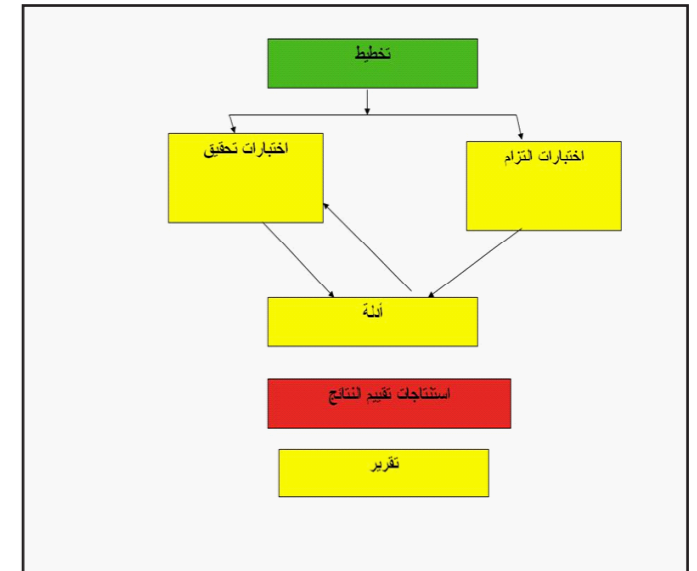 تخطيط
اختبارات التزام
اختبارات تحقيق
أدلة
استنتاجات تقييم النتائج
تقرير